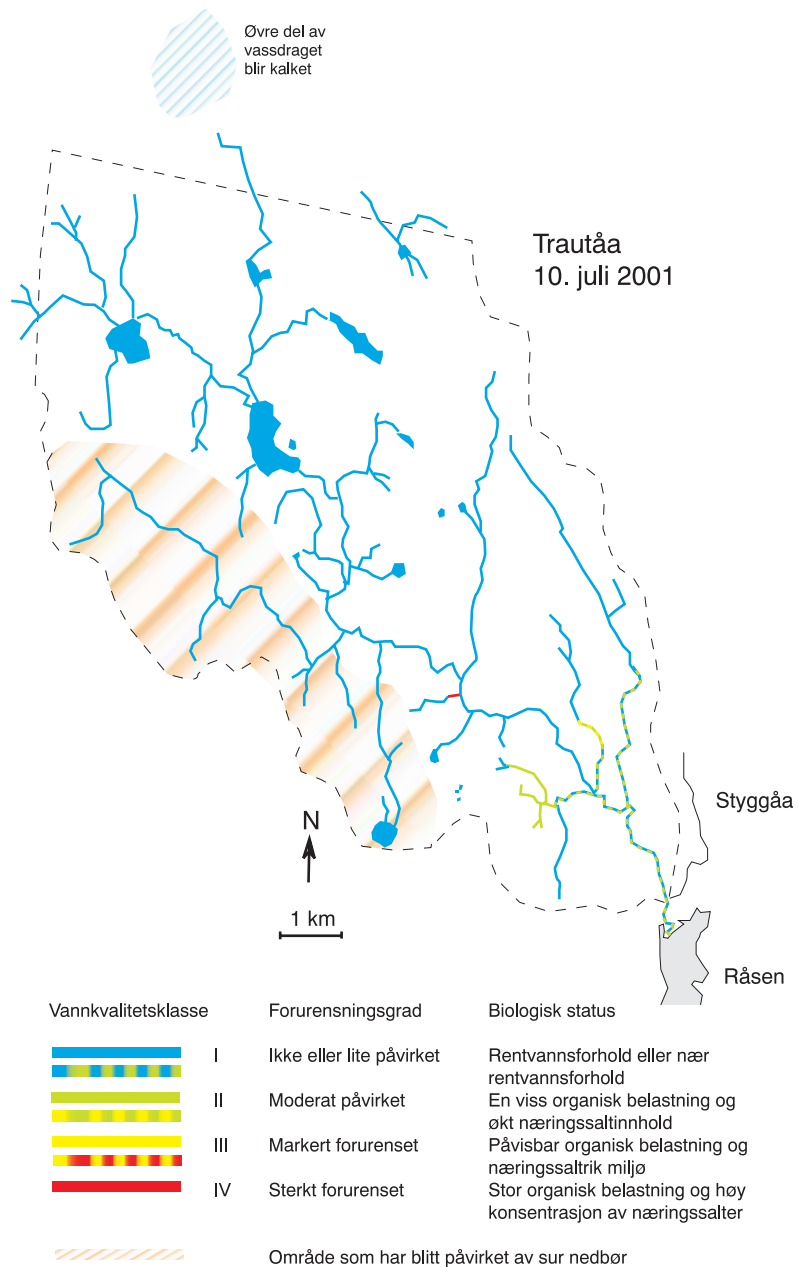 Øvre del av
vassdraget
blir kalket
Trautåa
10. juli 2001
Styggåa
N
1 km
Råsen
Vannkvalitetsklasse Forurensningsgrad Biologisk status
I Ikke eller lite påvirket Rentvannsforhold eller nær
rentvannsforhold
II Moderat påvirket En viss organisk belastning og
økt næringssaltinnhold
III Markert forurenset Påvisbar organisk belastning og
næringssaltrik miljø
IV Sterkt forurenset Stor organisk belastning og høy
konsentrasjon av næringssalter
Område som har blitt påvirket av sur nedbør